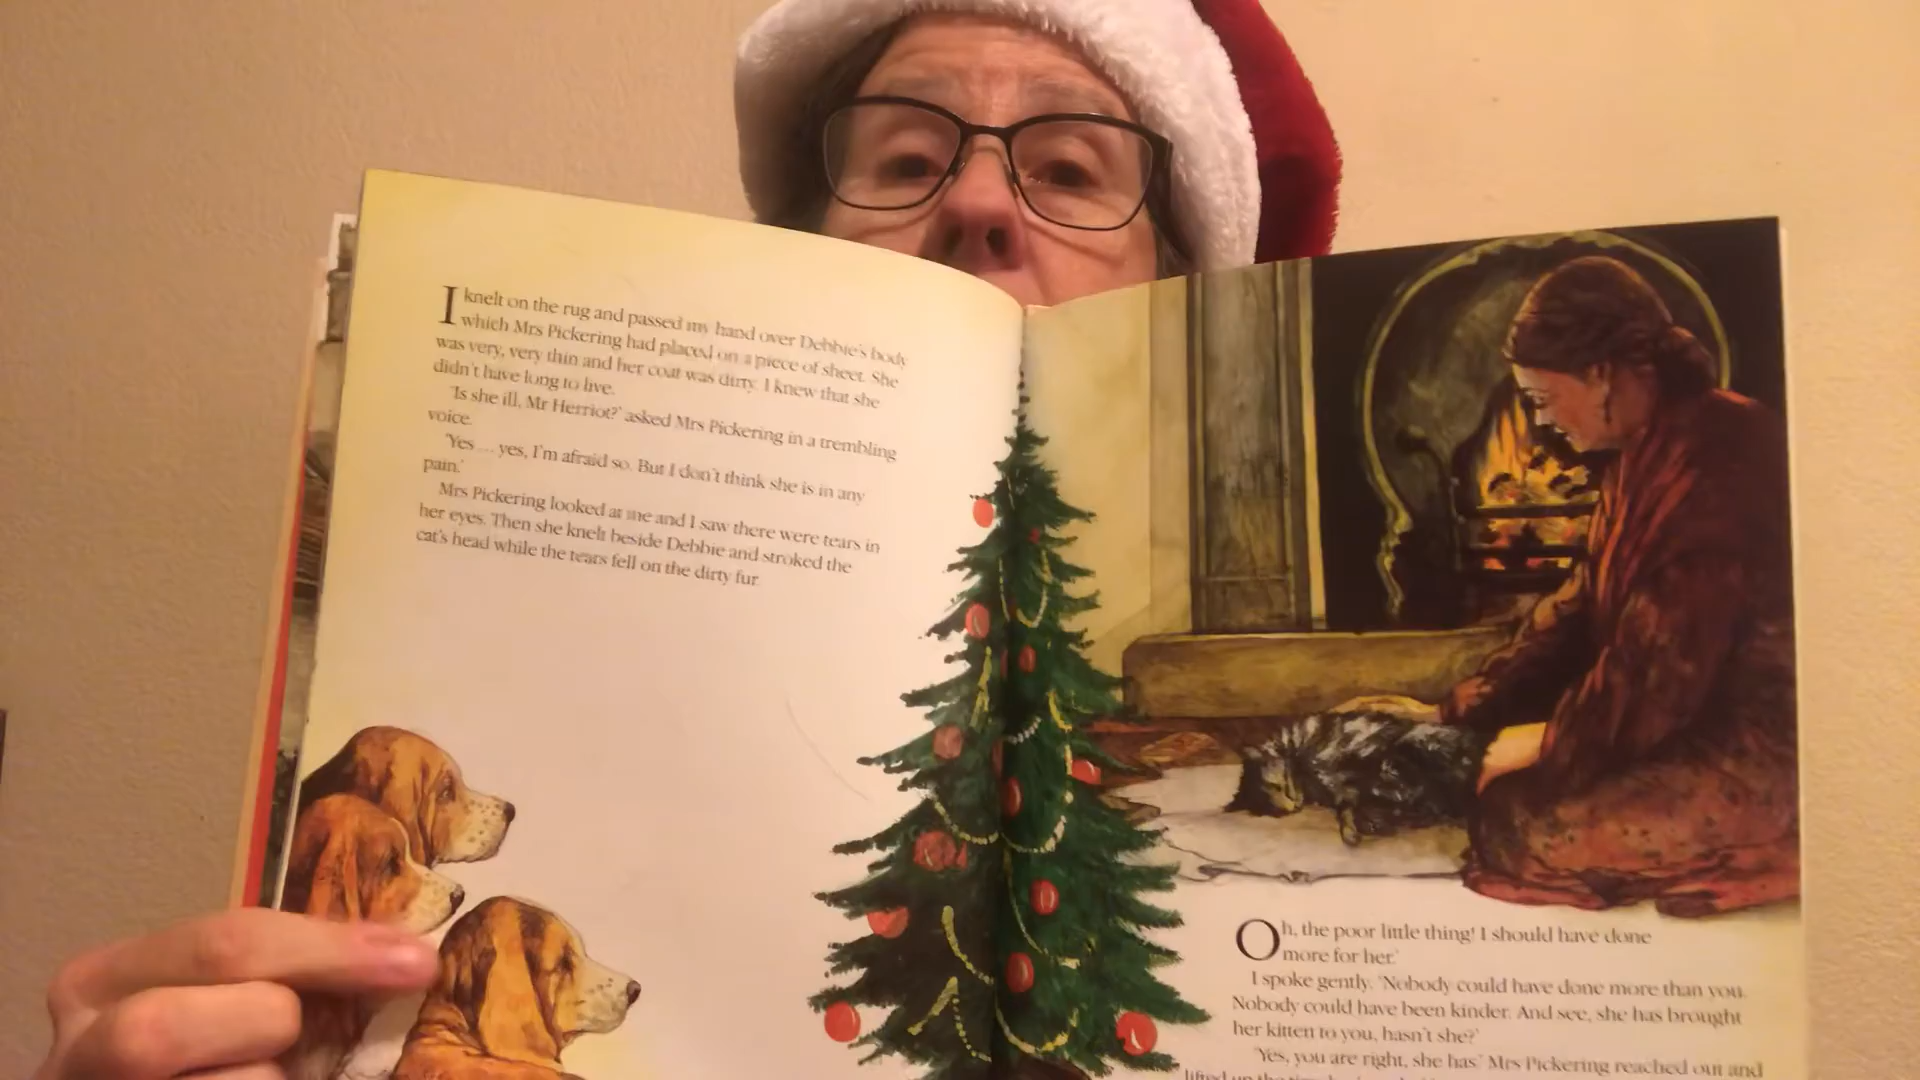 I knelt on the rug and passed my hand over Debbie's body
which Mrs Pickering had placed on a piece of sheet. She
was very, very thin and her coat was dirty. I knew that she
didn't have long to live.
'Is she ill, Mr Herriot?' asked Mrs Pickering in a trembling
voice.
'Yes ... yes, I'm afraid so. But I don't think she is in any
pain.'
Mrs Pickering looked at me and I saw there were tears in
her eyes. Then she knelt beside Debbie and stroked the
cat's head while the tears fell on the dirty fur.
Oh, the poor little thing! I should have done
more for her.'
I spoke gently. 'Nobody could have done more than you.
Nobody could have been kinder. And see, she has brought
her kitten to you, hasn't she?'
'Yes, you are right, she has.' Mrs Pickering reached out and
lifted up the